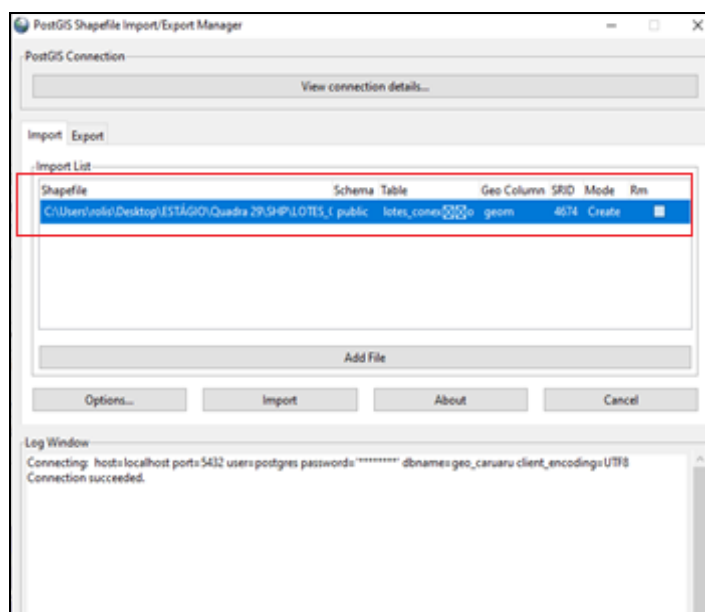 PostGIS Shapefile Import/Export Manager
PostGIS Connection
View connection details...
Import Export
Import List
Shapefile Schema Table Geo Column SRID Mode Rm
C:\Users\rolis\Desktop\ESTÁGIO\Quadra 29\SHP\LOTES_( public geom 4674 Create
Add File
Options... Import About Cancel
Log Window
Connecting: host=localhost port=5432 user=postgres password='*********' dbname=geo_caruaru client_encoding=UTF8
Connection succeeded.